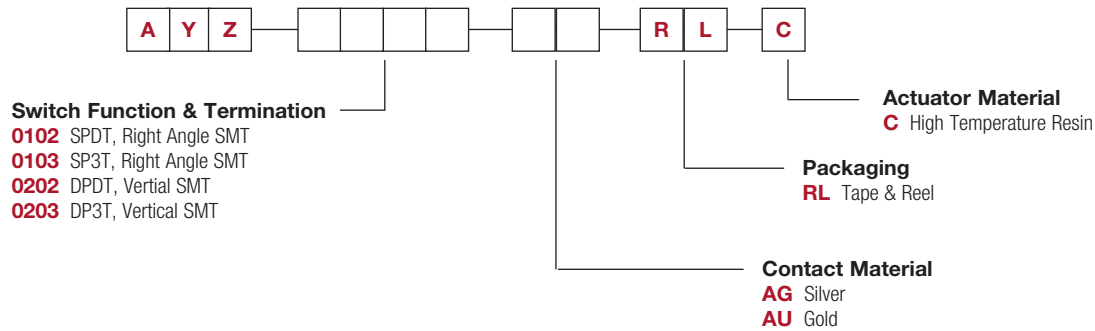 A Y Z R L C
Switch Function & Termination
0102 SPDT, Right Angle SMT
0103 SP3T, Right Angle SMT
0202 DPDT, Vertial SMT
0203 DP3T, Vertical SMT
Actuator Material
C High Temperature Resin
Packaging
RL Tape & Reel
Contact Material
AG Silver
AU Gold